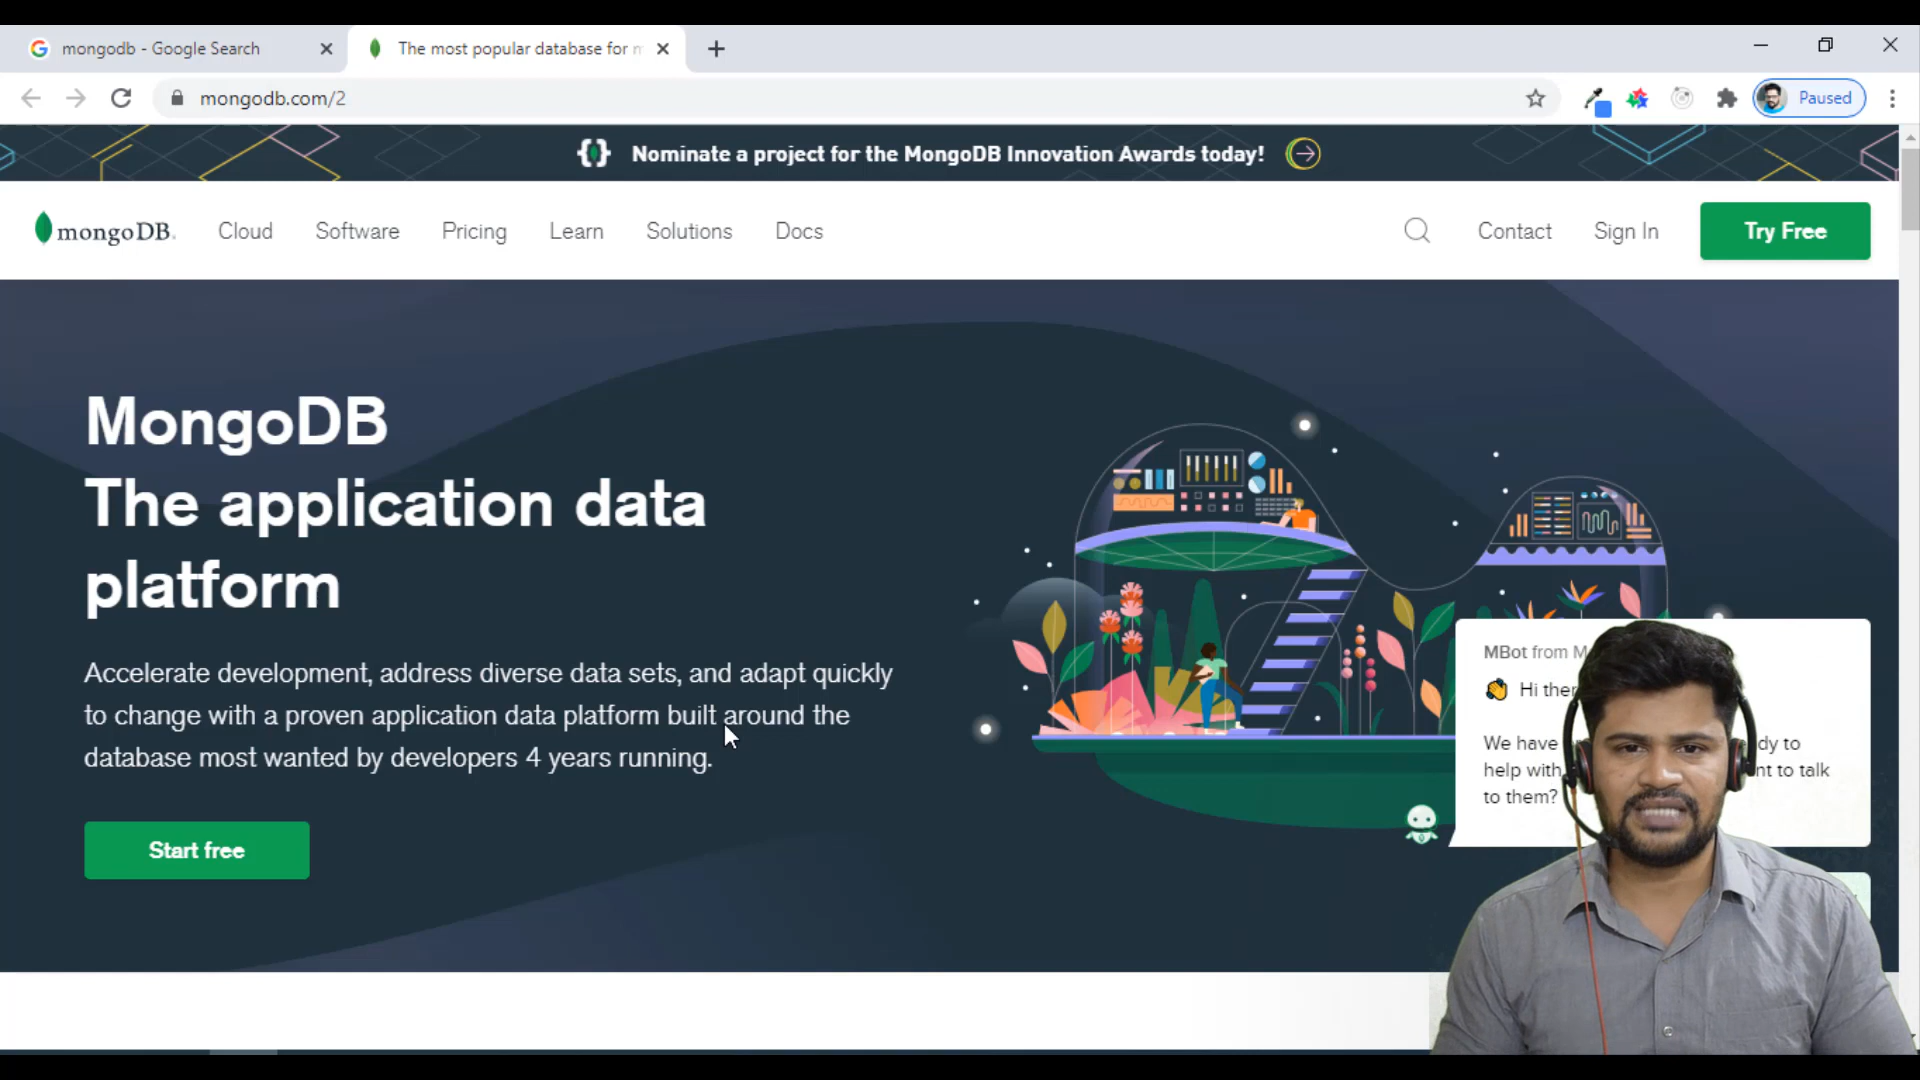 mongodb - Google Search
The most popular database for m
mongodb.com/2
Paused
Nominate a project for the MongoDB Innovation Awards today!
mongoDB.
Cloud
Software
Pricing
Learn
Solutions
Docs
Contact
Sign In
Try Free
MongoDB
The application data
platform
Accelerate development, address diverse data sets, and adapt quickly
to change with a proven application data platform built around the
database most wanted by developers 4 years running.
Start free
MBot from M
Hi ther
We have dy to
help with nt to talk
to them?